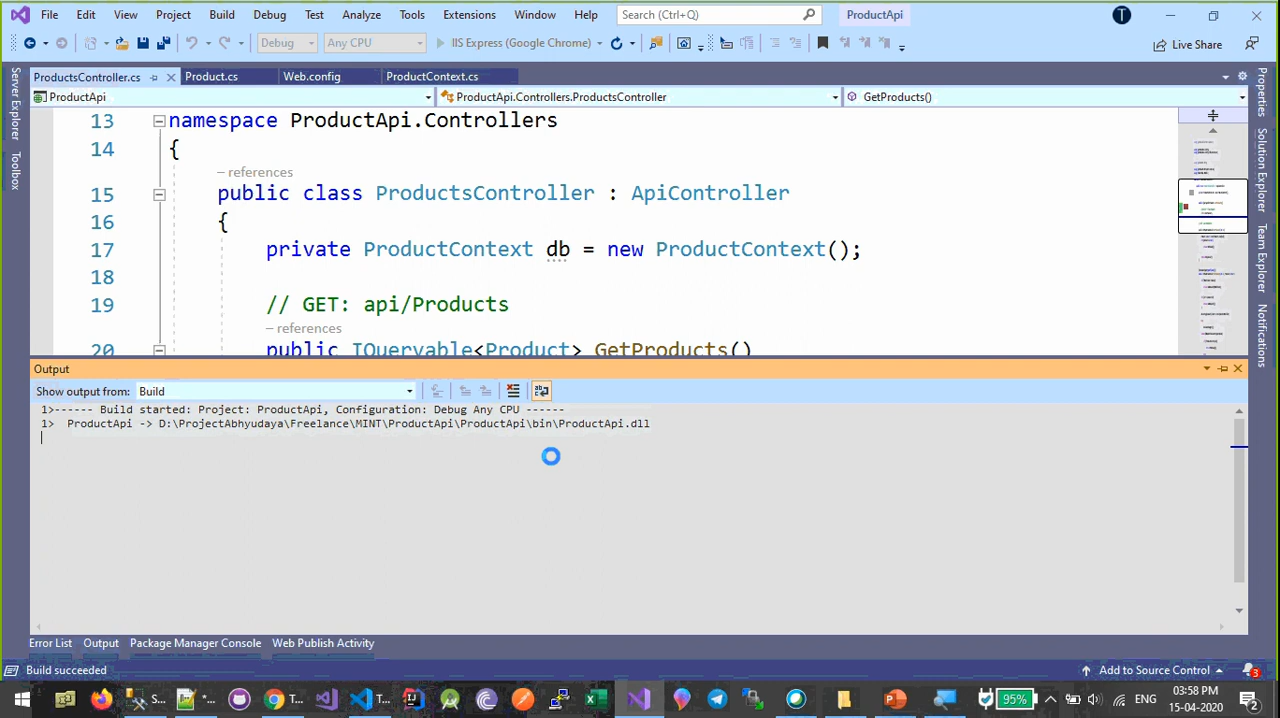 File Edit View Project Build Debug Test Analyze Tools Extensions Window Help Search (Ctrl+Q) ProductApi T
Debug Any CPU IIS Express (Google Chrome) Live Share
ProductsController.cs Product.cs Web.config ProductContext.cs
ProductApi ProductApi.Controllers.ProductsController GetProducts()
Server Explorer
Toolbox
Properties
Solution Explorer
Team Explorer
Notifications
13 namespace ProductApi.Controllers
14 {
– references
15 public class ProductsController : ApiController
16 {
17 private ProductContext db = new ProductContext();
18
19 // GET: api/Products
– references
20 public IQueryable<Product> GetProducts()
Output
Show output from: Build
1>------ Build started: Project: ProductApi, Configuration: Debug Any CPU ------
1> ProductApi -> D:\ProjectAbhyudaya\Freelance\MINT\ProductApi\ProductApi\bin\ProductApi.dll
Error List Output Package Manager Console Web Publish Activity
Build succeeded Add to Source Control 3
S... "... T... T... 95% ENG 03:58 PM
15-04-2020 2